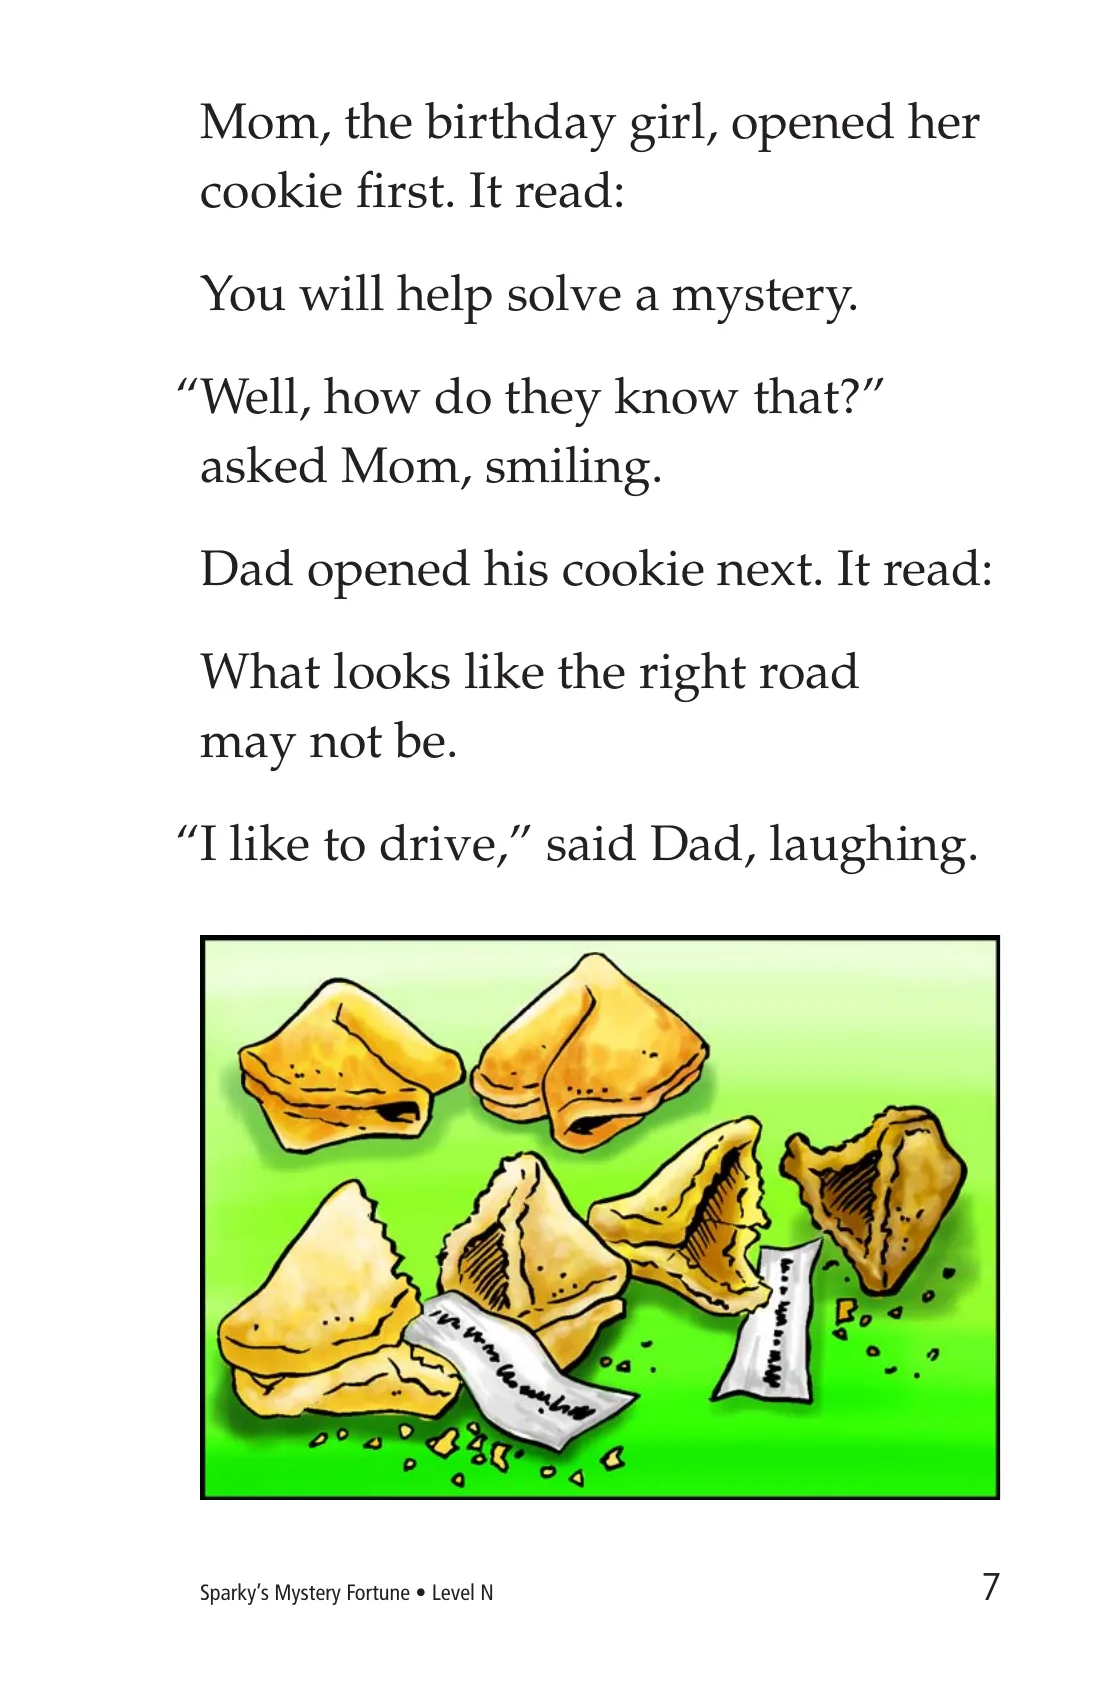 Mom, the birthday girl, opened her
cookie first. It read:
You will help solve a mystery.
“Well, how do they know that?”
asked Mom, smiling.
Dad opened his cookie next. It read:
What looks like the right road
may not be.
“I like to drive,” said Dad, laughing.
Sparky’s Mystery Fortune • Level N
7